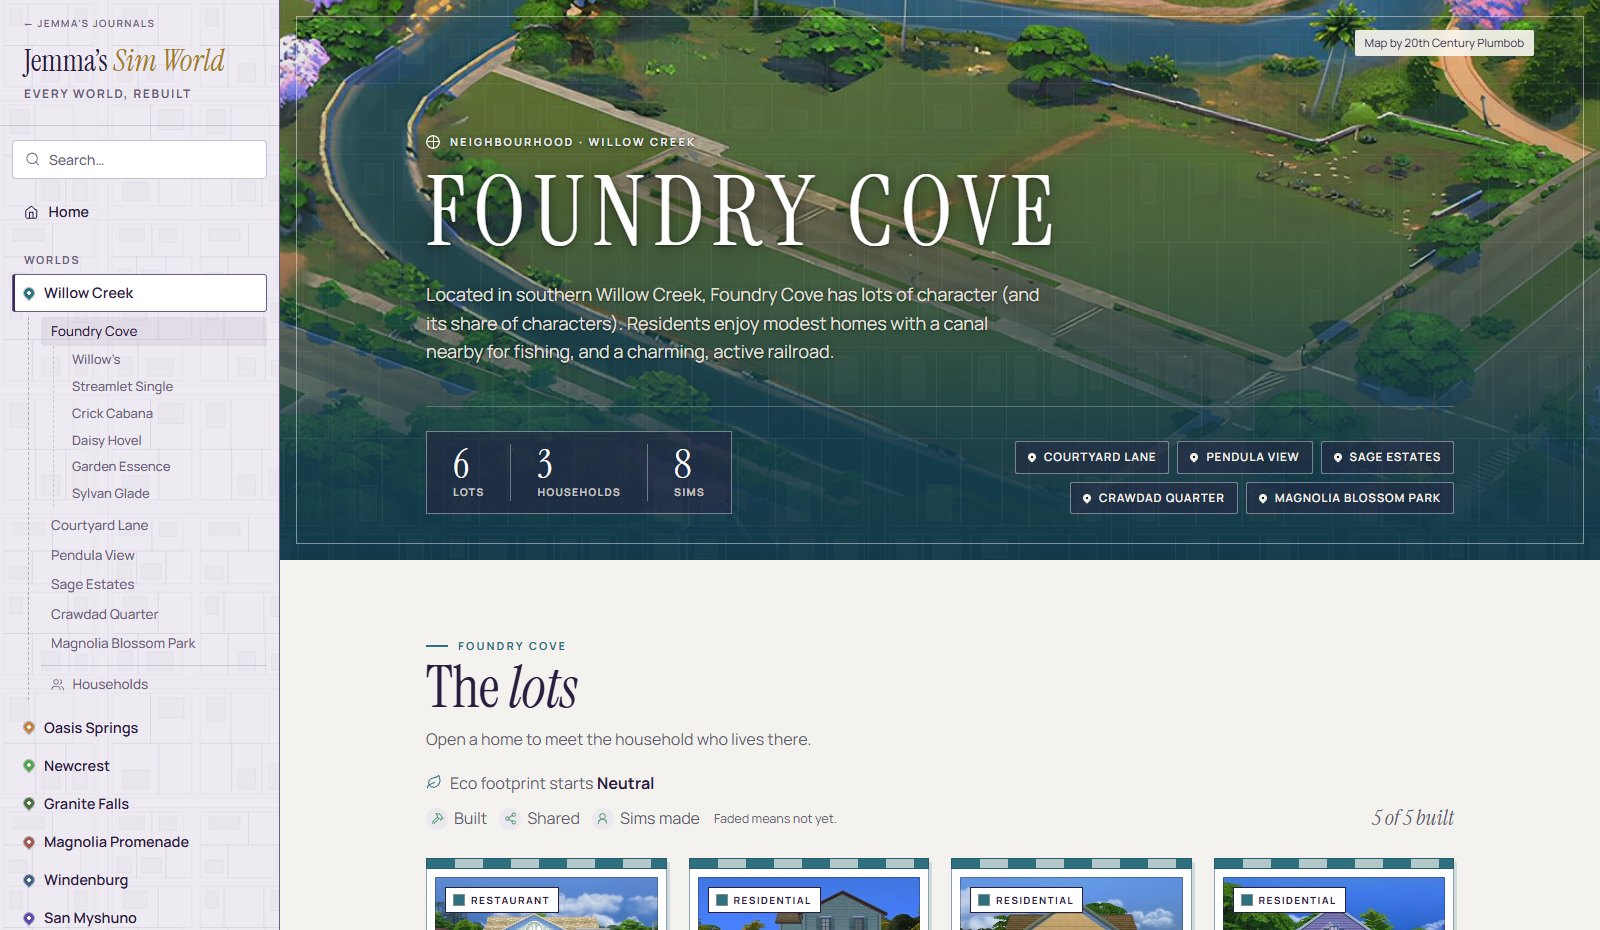 ← JEMMA'S JOURNALS
Jemma's Sim World
EVERY WORLD, REBUILT
Search...
Home
WORLDS
Willow Creek
Foundry Cove
Willow's
Streamlet Single
Crick Cabana
Daisy Hovel
Garden Essence
Sylvan Glade
Courtyard Lane
Pendula View
Sage Estates
Crawdad Quarter
Magnolia Blossom Park
Households
Oasis Springs
Newcrest
Granite Falls
Magnolia Promenade
Windenburg
San Myshuno
Map by 20th Century Plumbob
NEIGHBOURHOOD · WILLOW CREEK
FOUNDRY COVE
Located in southern Willow Creek, Foundry Cove has lots of character (and
its share of characters). Residents enjoy modest homes with a canal
nearby for fishing, and a charming, active railroad.
6 LOTS
3 HOUSEHOLDS
8 SIMS
COURTYARD LANE
PENDULA VIEW
SAGE ESTATES
CRAWDAD QUARTER
MAGNOLIA BLOSSOM PARK
FOUNDRY COVE
The lots
Open a home to meet the household who lives there.
Eco footprint starts Neutral
Built Shared Sims made Faded means not yet.
5 of 5 built
RESTAURANT
RESIDENTIAL
RESIDENTIAL
RESIDENTIAL